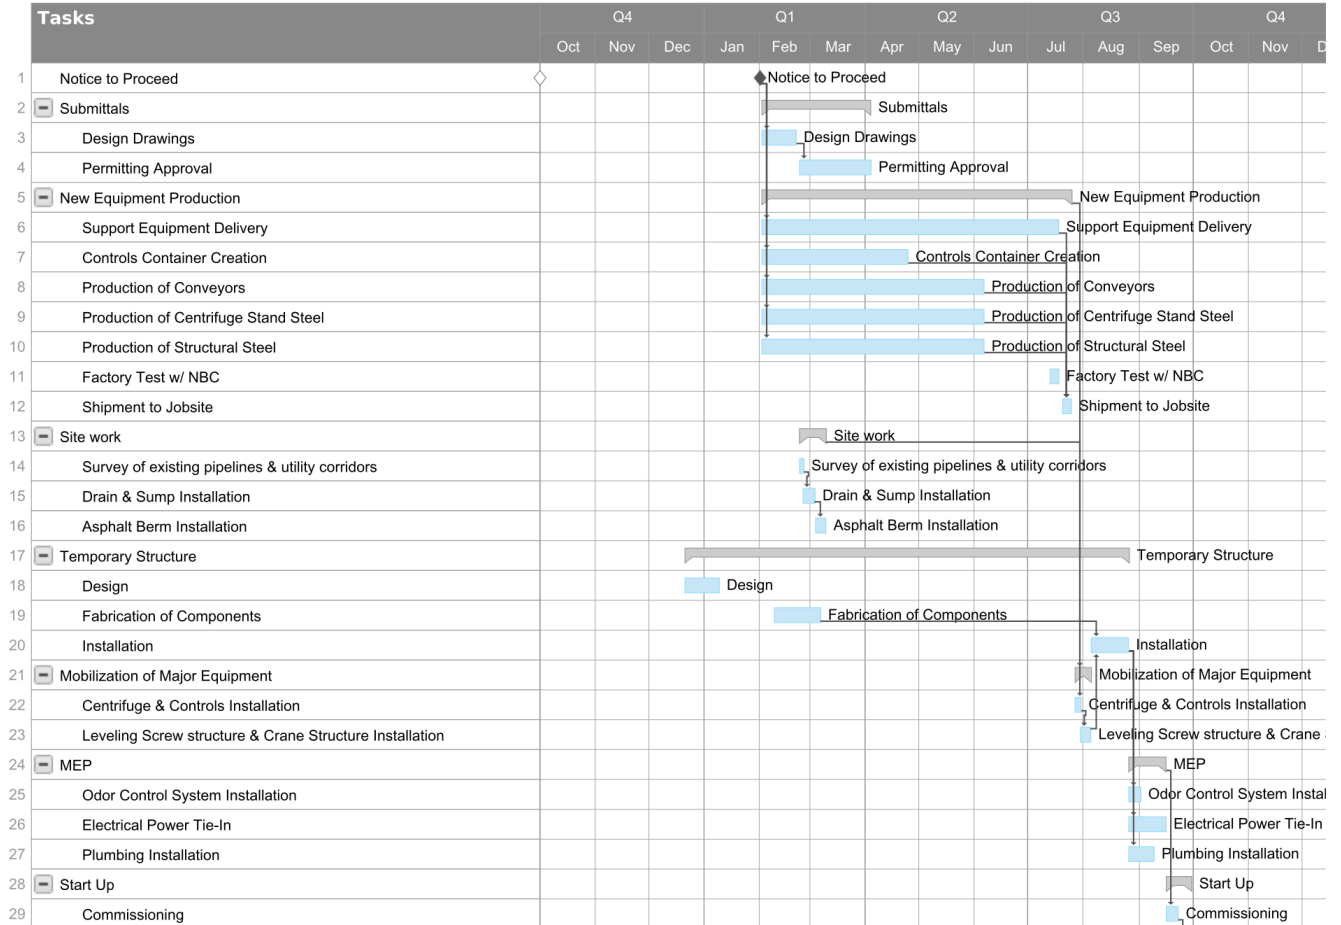 Tasks
Q4 Q1 Q2 Q3 Q4
Oct Nov Dec Jan Feb Mar Apr May Jun Jul Aug Sep Oct Nov D
1 Notice to Proceed Notice to Proceed
2 Submittals Submittals
3 Design Drawings Design Drawings
4 Permitting Approval Permitting Approval
5 New Equipment Production New Equipment Production
6 Support Equipment Delivery Support Equipment Delivery
7 Controls Container Creation Controls Container Creation
8 Production of Conveyors Production of Conveyors
9 Production of Centrifuge Stand Steel Production of Centrifuge Stand Steel
10 Production of Structural Steel Production of Structural Steel
11 Factory Test w/ NBC Factory Test w/ NBC
12 Shipment to Jobsite Shipment to Jobsite
13 Site work Site work
14 Survey of existing pipelines & utility corridors Survey of existing pipelines & utility corridors
15 Drain & Sump Installation Drain & Sump Installation
16 Asphalt Berm Installation Asphalt Berm Installation
17 Temporary Structure Temporary Structure
18 Design Design
19 Fabrication of Components Fabrication of Components
20 Installation Installation
21 Mobilization of Major Equipment Mobilization of Major Equipment
22 Centrifuge & Controls Installation Centrifuge & Controls Installation
23 Leveling Screw structure & Crane Structure Installation Leveling Screw structure & Crane
24 MEP MEP
25 Odor Control System Installation Odor Control System Instal
26 Electrical Power Tie-In Electrical Power Tie-In
27 Plumbing Installation Plumbing Installation
28 Start Up Start Up
29 Commissioning Commissioning